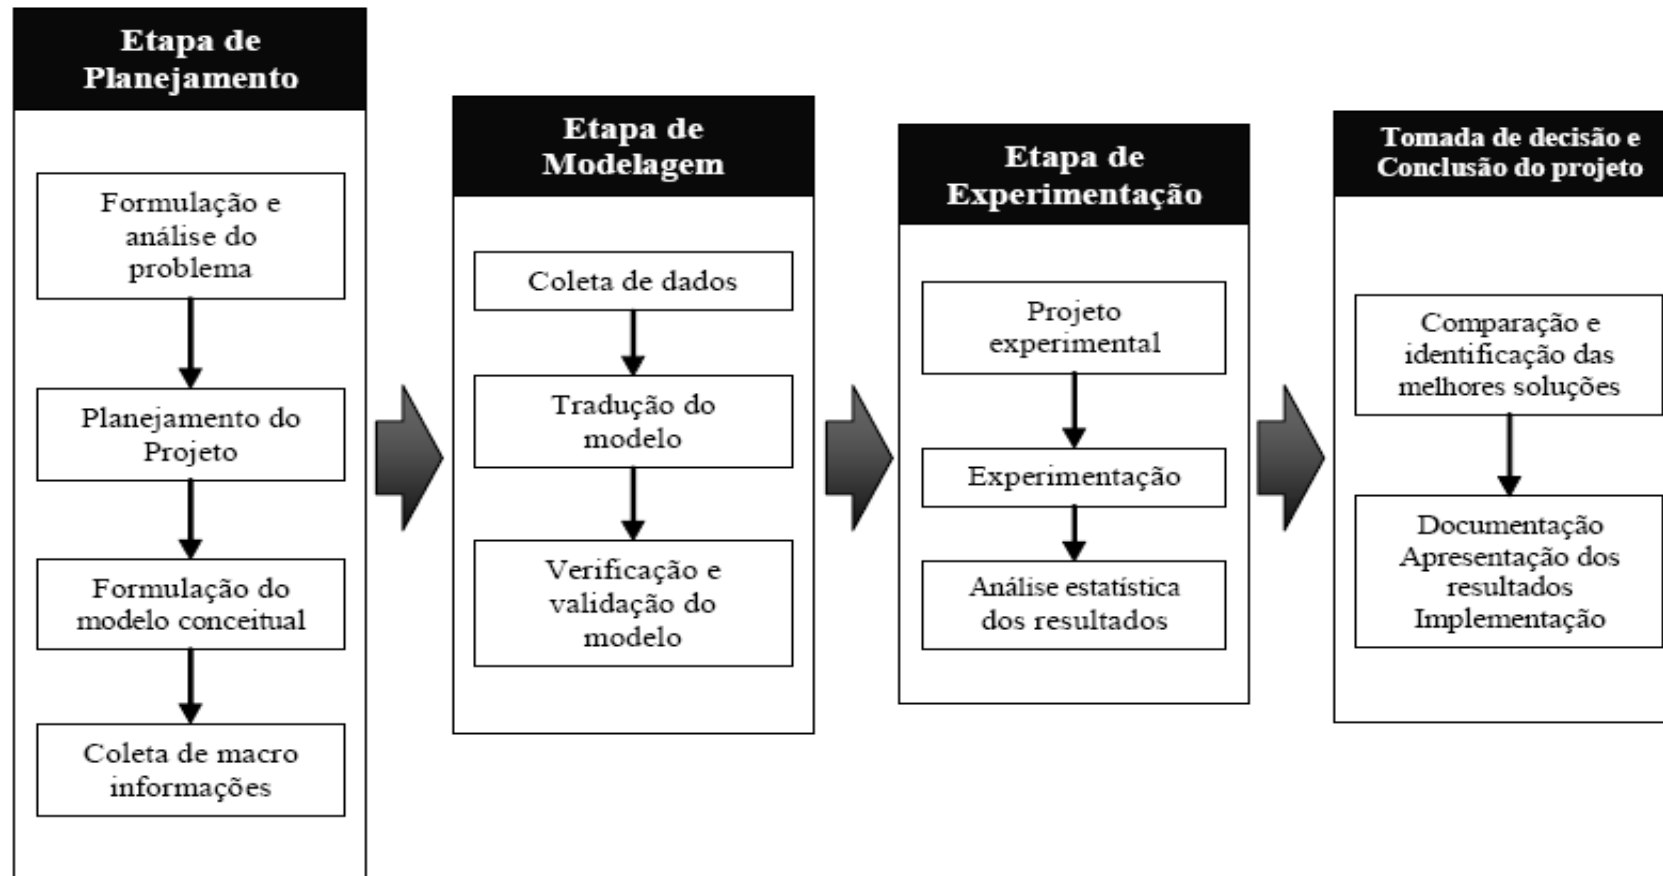 Etapa de
Planejamento
Formulação e
análise do
problema
Planejamento do
Projeto
Formulação do
modelo conceitual
Coleta de macro
informações
Etapa de
Modelagem
Coleta de dados
Tradução do
modelo
Verificação e
validação do
modelo
Etapa de
Experimentação
Projeto
experimental
Experimentação
Análise estatística
dos resultados
Tomada de decisão e
Conclusão do projeto
Comparação e
identificação das
melhores soluções
Documentação
Apresentação dos
resultados
Implementação